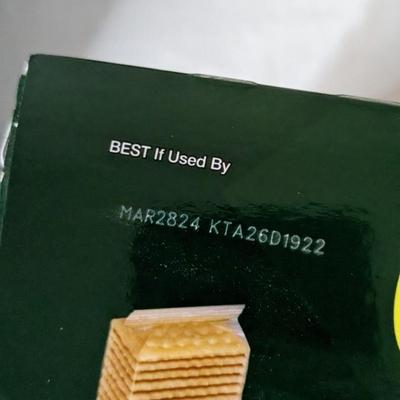 BEST If Used By
MAR2824 KTA26D1922